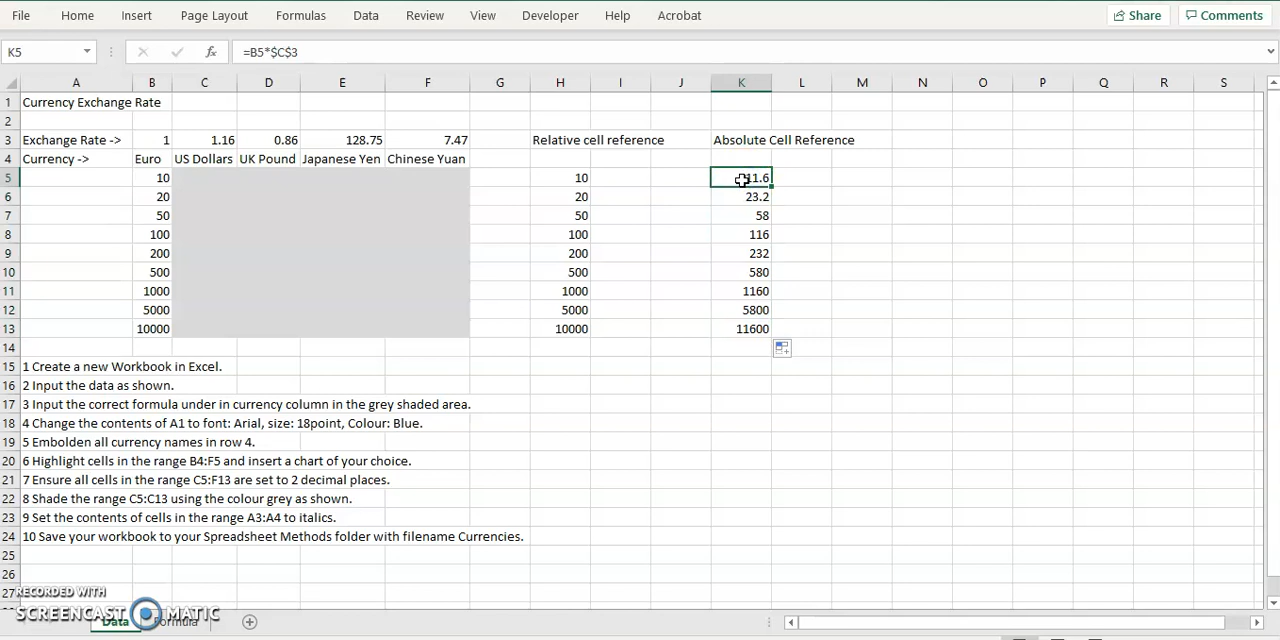 File Home Insert Page Layout Formulas Data Review View Developer Help Acrobat Share Comments
K5 fx =B5*$C$3
A B C D E F G H I J K L M N O P Q R S
1 Currency Exchange Rate
2
3 Exchange Rate -> 1 1.16 0.86 128.75 7.47 Relative cell reference Absolute Cell Reference
4 Currency -> Euro US Dollars UK Pound Japanese Yen Chinese Yuan
5 10 10 11.6
6 20 20 23.2
7 50 50 58
8 100 100 116
9 200 200 232
10 500 500 580
11 1000 1000 1160
12 5000 5000 5800
13 10000 10000 11600
14
15 1 Create a new Workbook in Excel.
16 2 Input the data as shown.
17 3 Input the correct formula under in currency column in the grey shaded area.
18 4 Change the contents of A1 to font: Arial, size: 18point, Colour: Blue.
19 5 Embolden all currency names in row 4.
20 6 Highlight cells in the range B4:F5 and insert a chart of your choice.
21 7 Ensure all cells in the range C5:F13 are set to 2 decimal places.
22 8 Shade the range C5:C13 using the colour grey as shown.
23 9 Set the contents of cells in the range A3:A4 to italics.
24 10 Save your workbook to your Spreadsheet Methods folder with filename Currencies.
25
26
27
RECORDED WITH
SCREENCAST MATIC
Data Formula